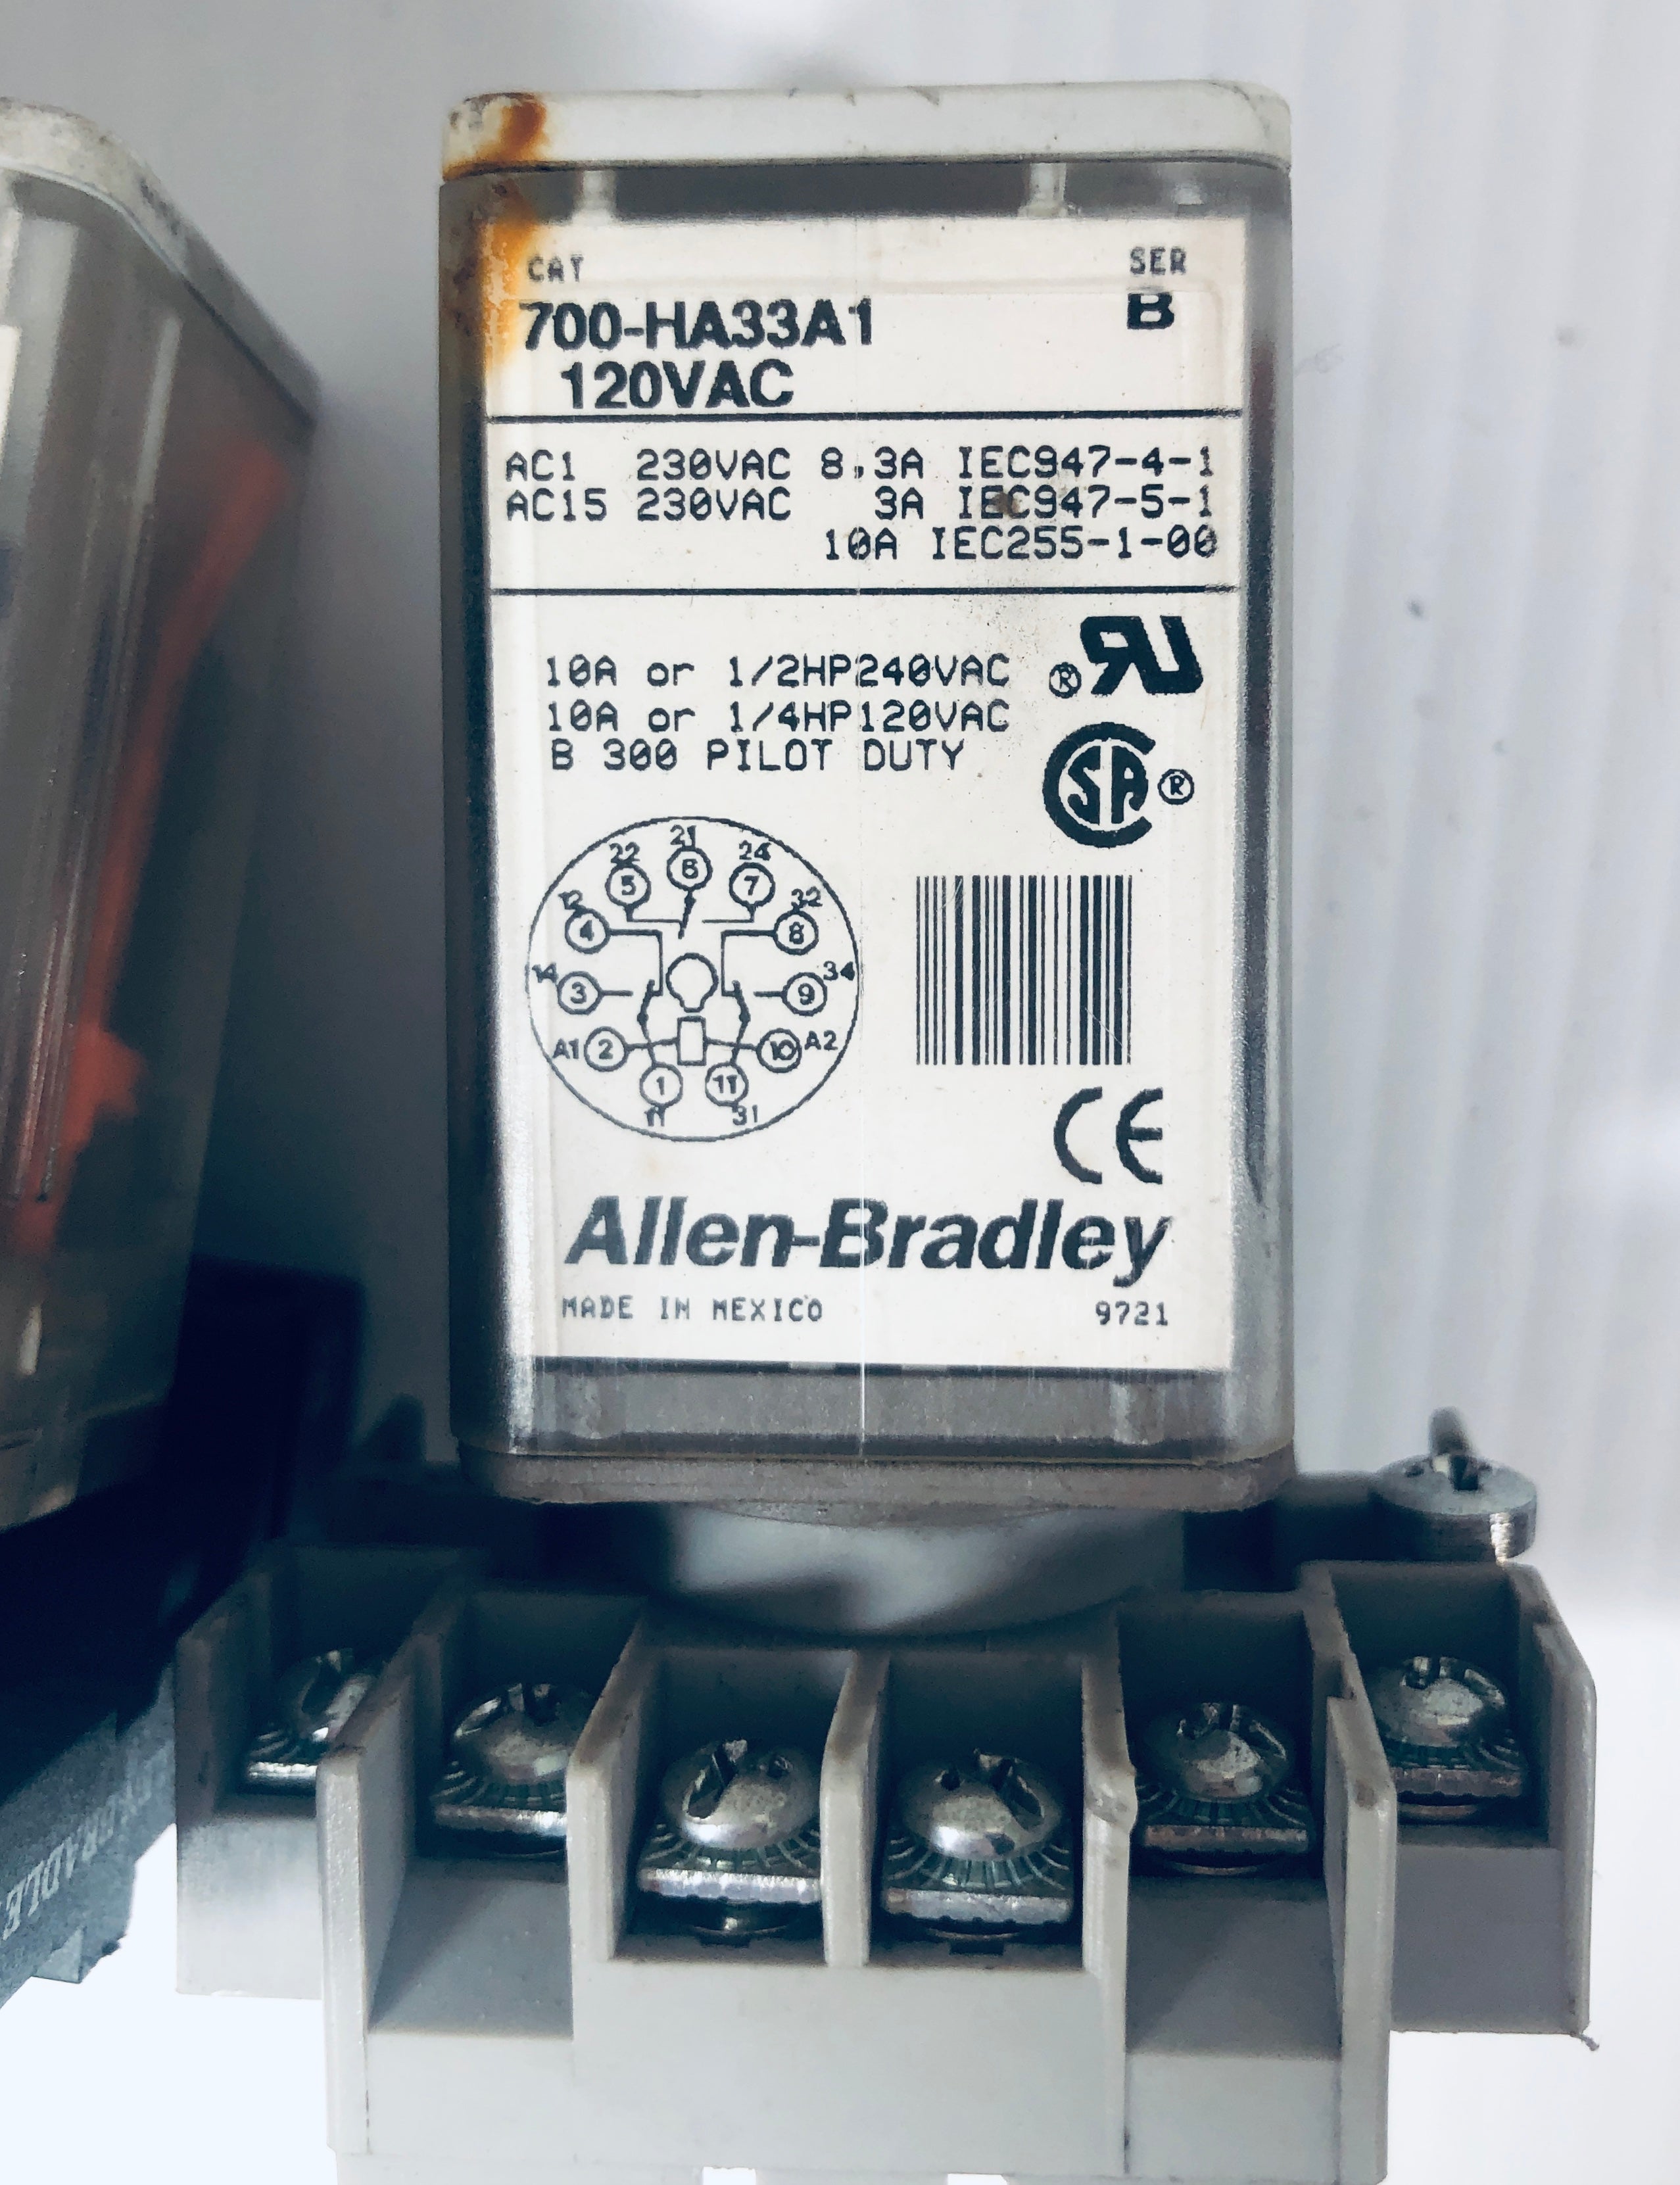 CAT SER
700-HA33A1 B
120VAC
AC1 230VAC 8.3A IEC947-4-1
AC15 230VAC 3A IEC947-5-1
10A IEC255-1-00
10A or 1/2HP240VAC ® RU
10A or 1/4HP120VAC
B 300 PILOT DUTY
CSA ®
22 21 24
5 6 7
12 32
4 8
14 34
3 9
A1 2 10 A2
1 11
11 31
CE
Allen-Bradley
MADE IN MEXICO 9721